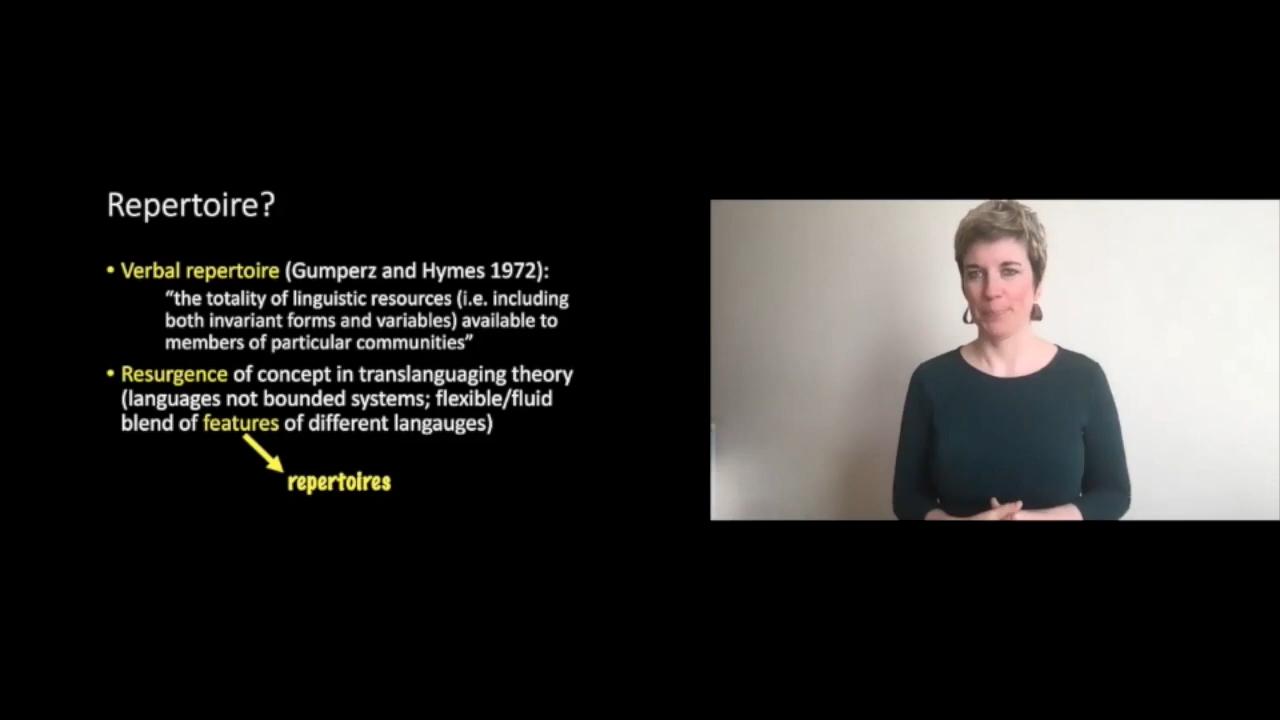 Repertoire?
• Verbal repertoire (Gumperz and Hymes 1972):
“the totality of linguistic resources (i.e. including
both invariant forms and variables) available to
members of particular communities”
• Resurgence of concept in translanguaging theory
(languages not bounded systems; flexible/fluid
blend of features of different langauges)
repertoires